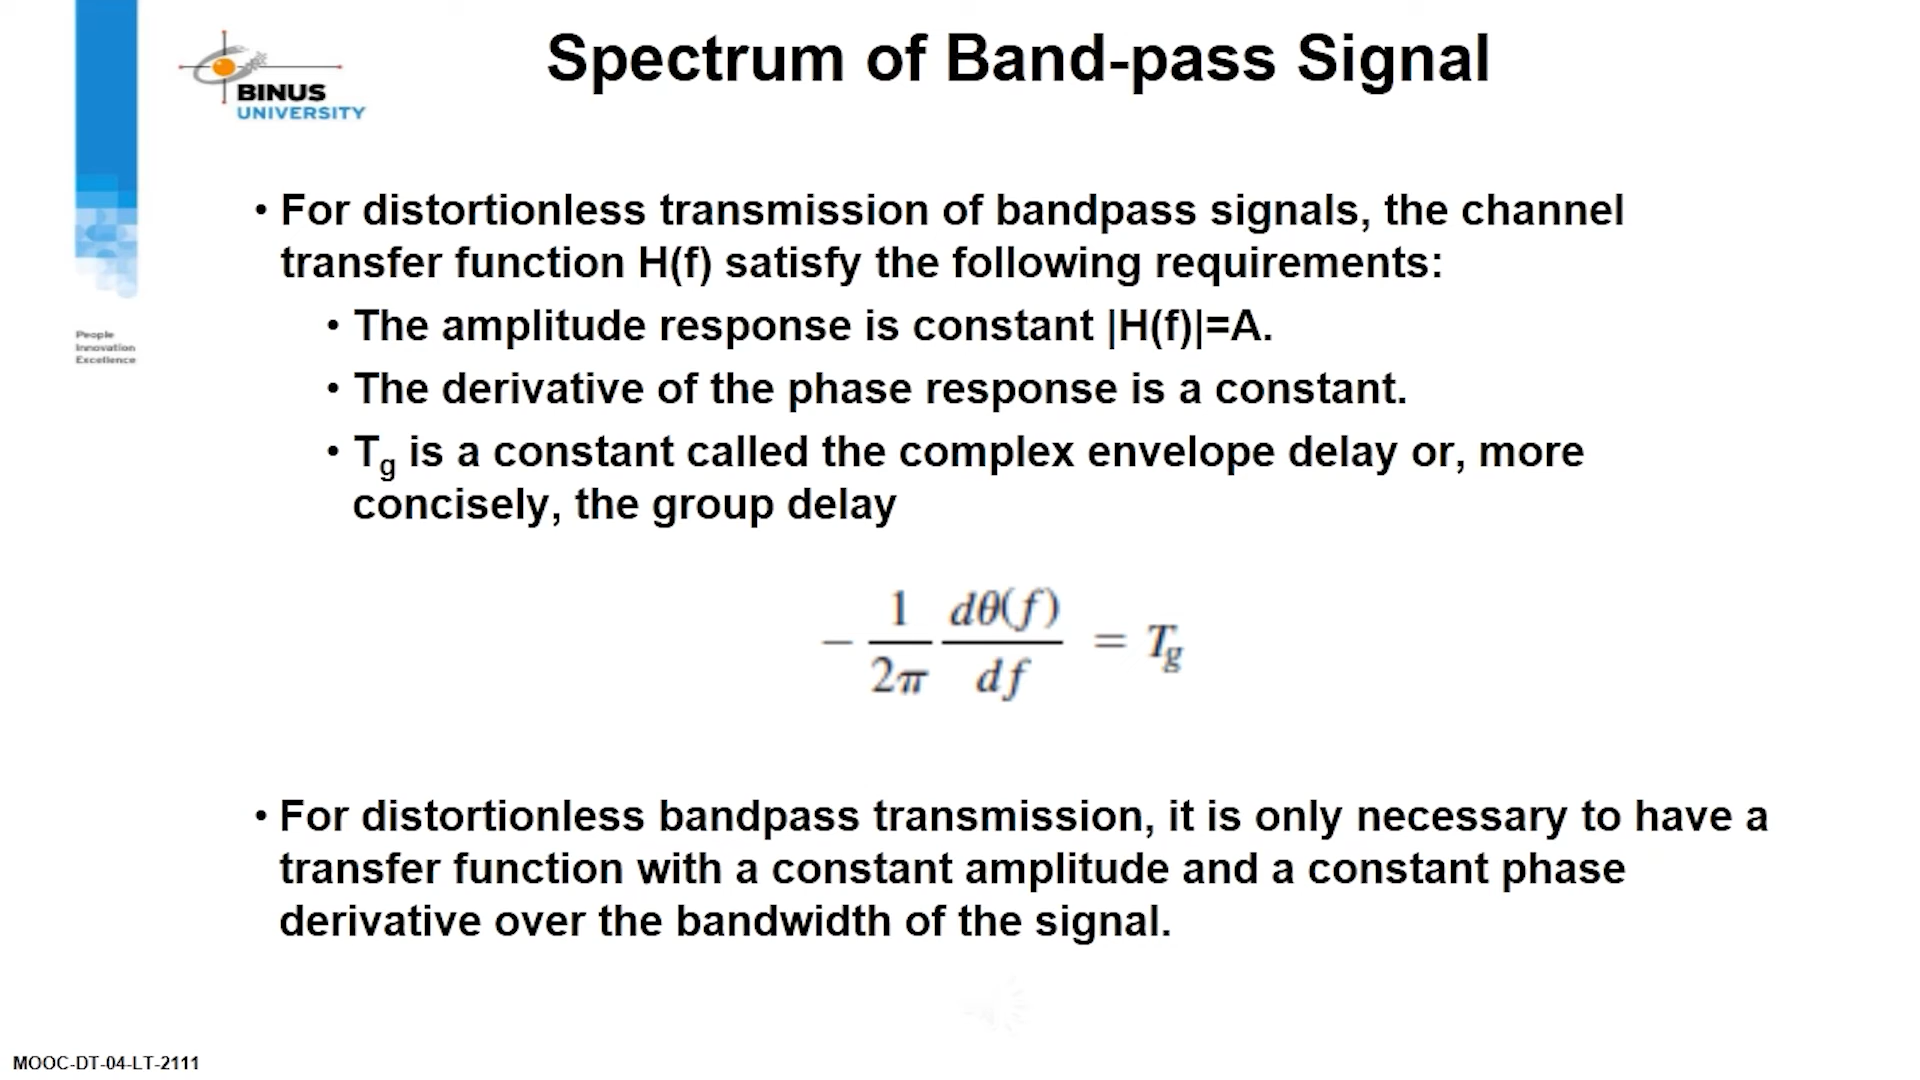 Spectrum of Band-pass Signal
BINUS
UNIVERSITY
People
Innovation
Excellence
• For distortionless transmission of bandpass signals, the channel
transfer function H(f) satisfy the following requirements:
• The amplitude response is constant |H(f)|=A.
• The derivative of the phase response is a constant.
• Tg is a constant called the complex envelope delay or, more
concisely, the group delay
− 1/2π dθ(f)/df = Tg
• For distortionless bandpass transmission, it is only necessary to have a
transfer function with a constant amplitude and a constant phase
derivative over the bandwidth of the signal.
MOOC-DT-04-LT-2111